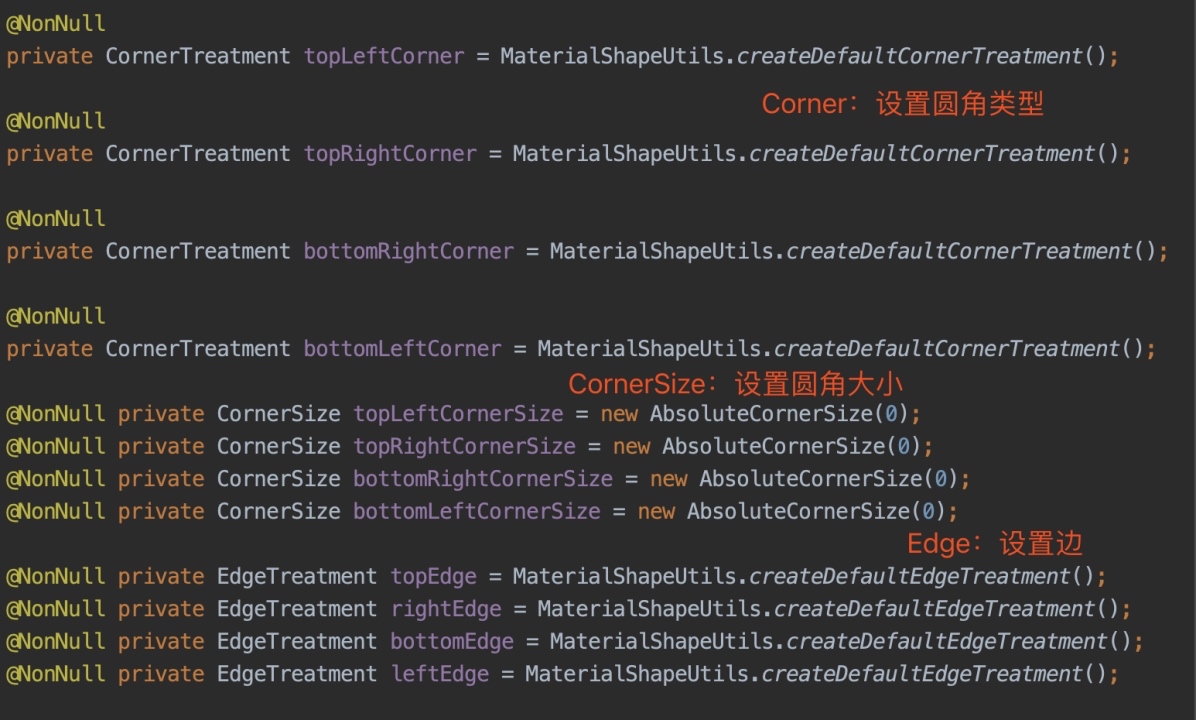 @NonNull
private CornerTreatment topLeftCorner = MaterialShapeUtils.createDefaultCornerTreatment();
Corner：设置圆角类型
@NonNull
private CornerTreatment topRightCorner = MaterialShapeUtils.createDefaultCornerTreatment();
@NonNull
private CornerTreatment bottomRightCorner = MaterialShapeUtils.createDefaultCornerTreatment();
@NonNull
private CornerTreatment bottomLeftCorner = MaterialShapeUtils.createDefaultCornerTreatment();
CornerSize：设置圆角大小
@NonNull private CornerSize topLeftCornerSize = new AbsoluteCornerSize(0);
@NonNull private CornerSize topRightCornerSize = new AbsoluteCornerSize(0);
@NonNull private CornerSize bottomRightCornerSize = new AbsoluteCornerSize(0);
@NonNull private CornerSize bottomLeftCornerSize = new AbsoluteCornerSize(0);
Edge：设置边
@NonNull private EdgeTreatment topEdge = MaterialShapeUtils.createDefaultEdgeTreatment();
@NonNull private EdgeTreatment rightEdge = MaterialShapeUtils.createDefaultEdgeTreatment();
@NonNull private EdgeTreatment bottomEdge = MaterialShapeUtils.createDefaultEdgeTreatment();
@NonNull private EdgeTreatment leftEdge = MaterialShapeUtils.createDefaultEdgeTreatment();